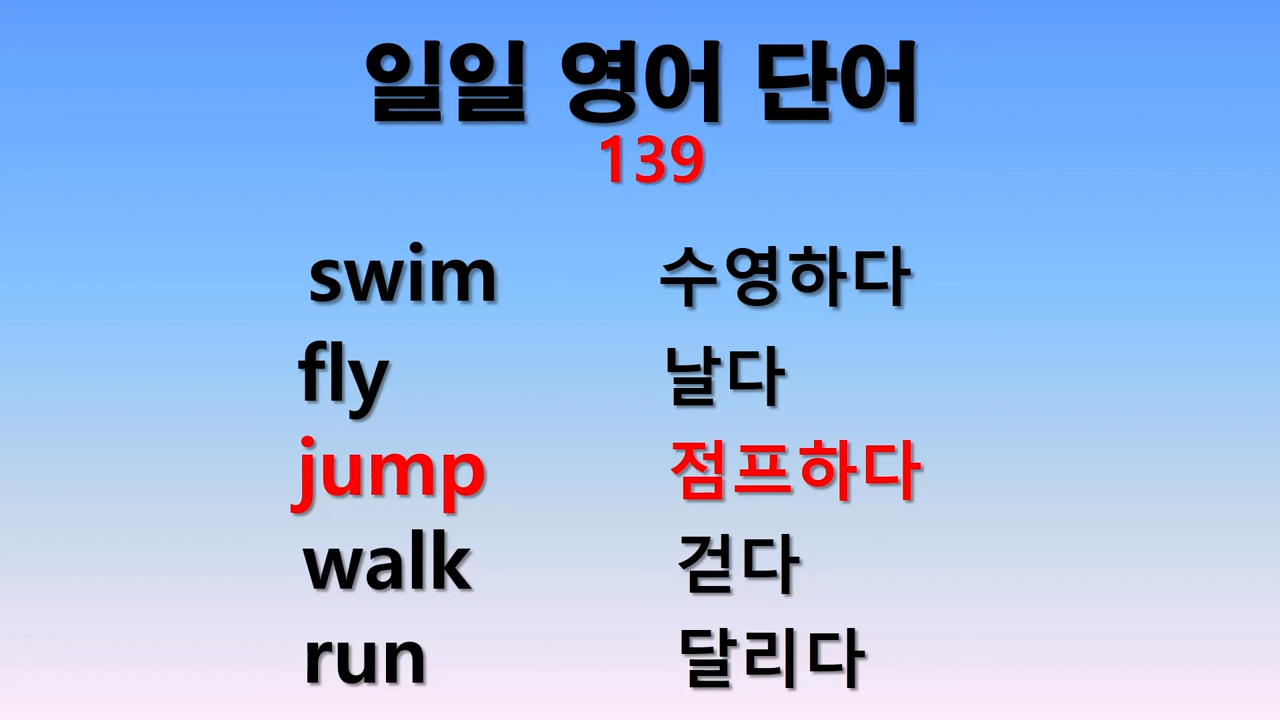 일일 영어 단어
139
swim 수영하다
fly 날다
jump 점프하다
walk 걷다
run 달리다